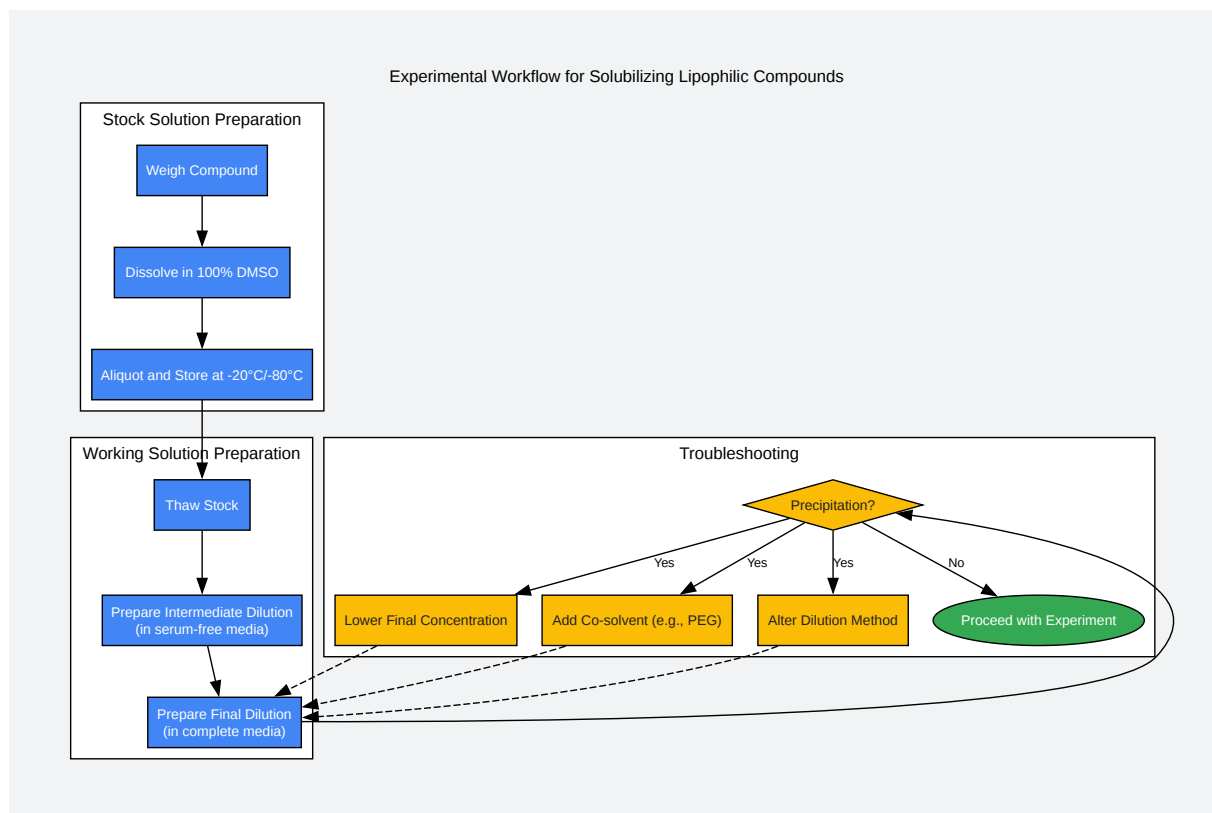 Experimental Workflow for Solubilizing Lipophilic Compounds
Stock Solution Preparation
Weigh Compound
Dissolve in 100% DMSO
Aliquot and Store at -20°C/-80°C
Working Solution Preparation
Thaw Stock
Prepare Intermediate Dilution
(in serum-free media)
Prepare Final Dilution
(in complete media)
Troubleshooting
Precipitation?
Yes
Yes
Yes
No
Lower Final Concentration
Add Co-solvent (e.g., PEG)
Alter Dilution Method
Proceed with Experiment